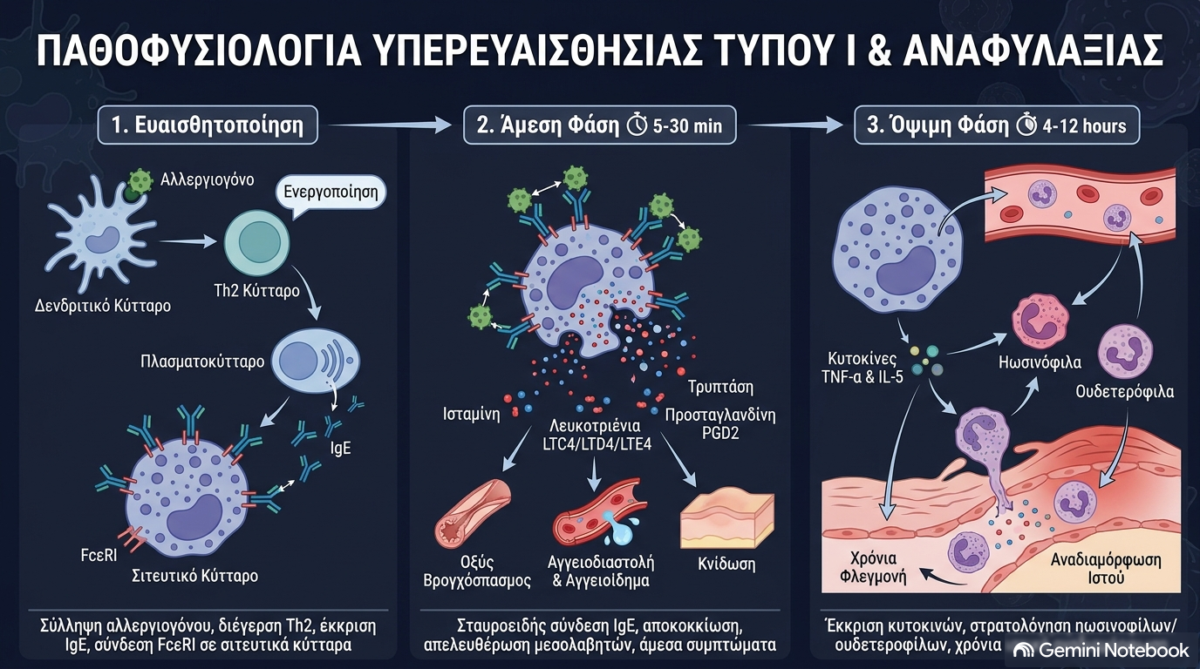 ΠΑΘΟΦΥΣΙΟΛΟΓΙΑ ΥΠΕΡΕΥΑΙΣΘΗΣΙΑΣ ΤΥΠΟΥ Ι & ΑΝΑΦΥΛΑΞΙΑΣ
1. Ευαισθητοποίηση
Αλλεργιογόνο
Ενεργοποίηση
Δενδριτικό Κύτταρο
Th2 Κύτταρο
Πλασματοκύτταρο
IgE
FcεRI
Σιτευτικό Κύτταρο
Σύλληψη αλλεργιογόνου, διέγερση Th2, έκκριση
IgE, σύνδεση FcεRI σε σιτευτικά κύτταρα
2. Άμεση Φάση 5-30 min
Ισταμίνη
Λευκοτριένια
LTC4/LTD4/LTE4
Τρυπτάση
Προσταγλανδίνη
PGD2
Οξύς
Βρογχόσπασμος
Αγγειοδιαστολή
& Αγγειοίδημα
Κνίδωση
Σταυροειδής σύνδεση IgE, αποκοκκίωση,
απελευθέρωση μεσολαβητών, άμεσα συμπτώματα
3. Όψιμη Φάση 4-12 hours
Κυτοκίνες
TNF-α & IL-5
Ηωσινόφιλα
Ουδετερόφιλα
Χρόνια
Φλεγμονή
Αναδιαμόρφωση
Ιστού
Έκκριση κυτοκινών, στρατολόγηση ηωσινοφίλων/
ουδετεροφίλων, χρόνια
Gemini Notebook